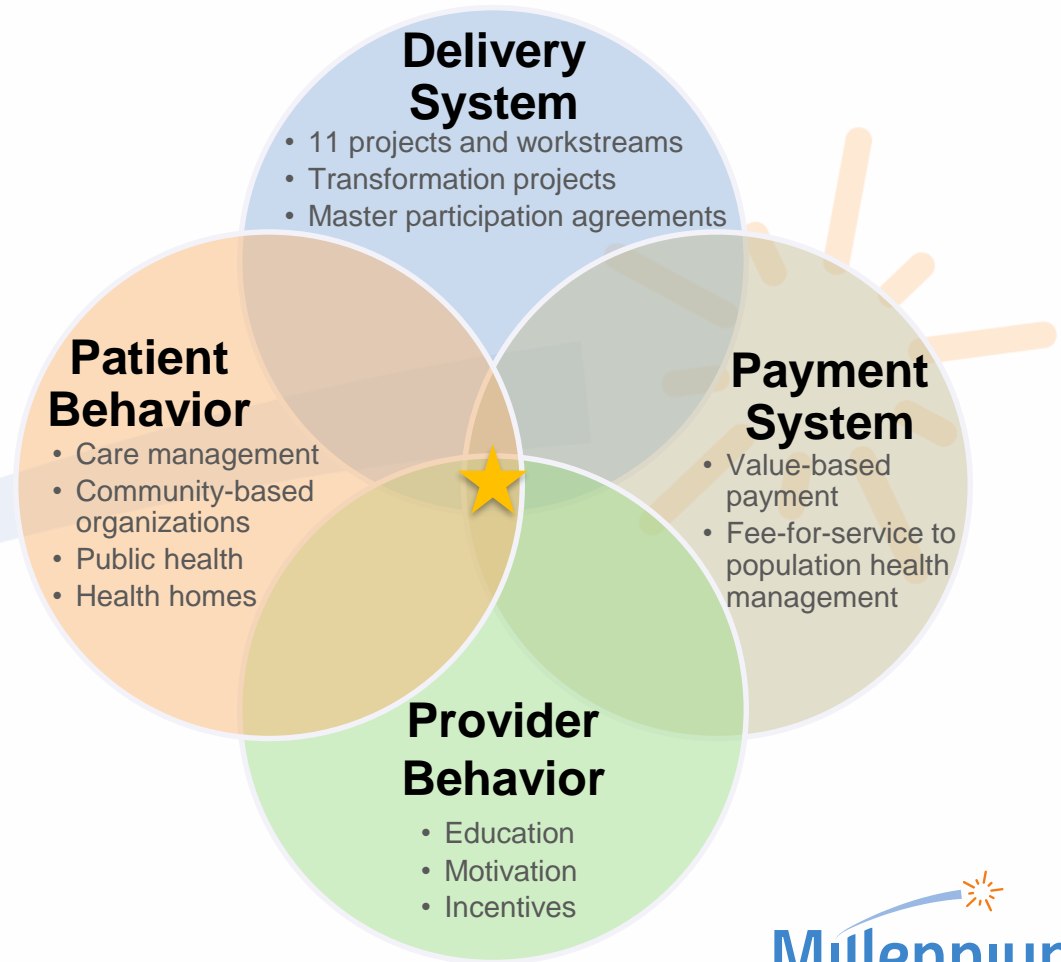 Delivery
System
• 11 projects and workstreams
• Transformation projects
• Master participation agreements
Patient
Behavior
• Care management
• Community-based
organizations
• Public health
• Health homes
Payment
System
• Value-based
payment
• Fee-for-service to
population health
management
Provider
Behavior
• Education
• Motivation
• Incentives